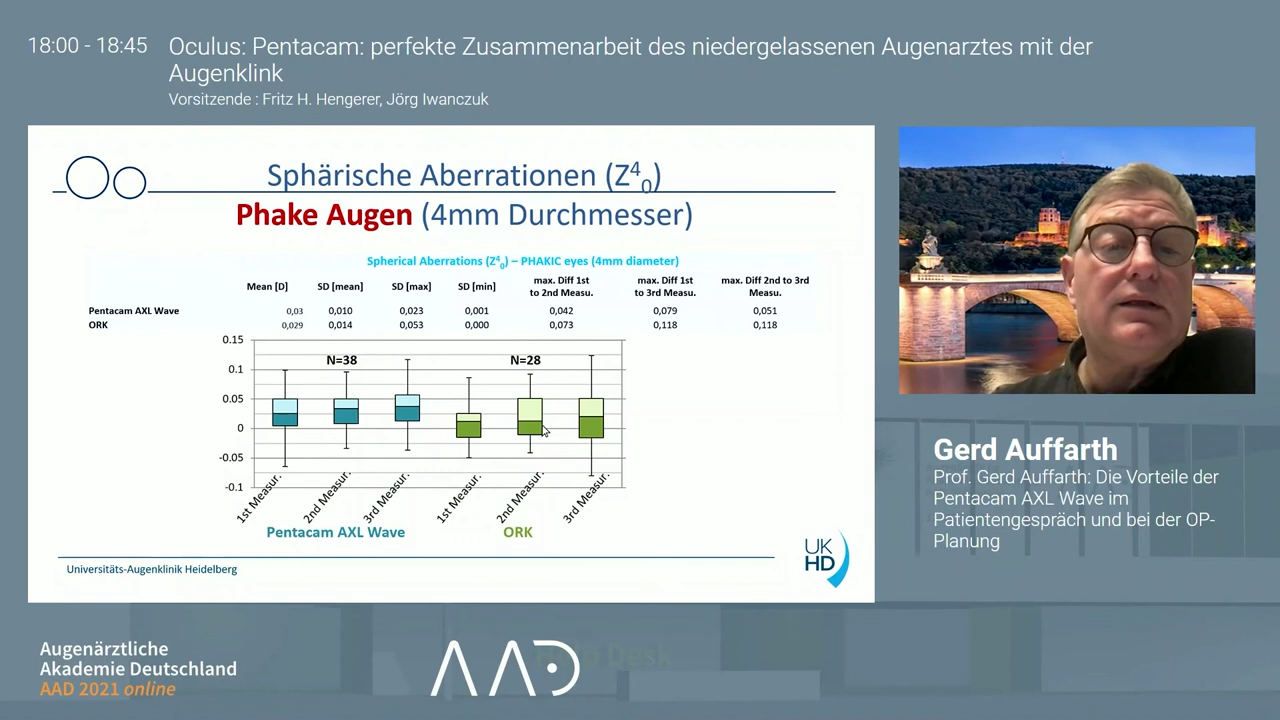 18:00 - 18:45
Oculus: Pentacam: perfekte Zusammenarbeit des niedergelassenen Augenarztes mit der
Augenklink
Vorsitzende : Fritz H. Hengerer, Jörg Iwanczuk
Sphärische Aberrationen (Z⁴₀)
Phake Augen (4mm Durchmesser)
Spherical Aberrations (Z⁴₀) – PHAKIC eyes (4mm diameter)
Mean [D] SD [mean] SD [max] SD [min] max. Diff 1st to 2nd Measu. max. Diff 1st to 3rd Measu. max. Diff 2nd to 3rd Measu.
Pentacam AXL Wave 0,03 0,010 0,023 0,001 0,042 0,079 0,051
ORK 0,029 0,014 0,053 0,000 0,073 0,118 0,118
0.15
0.1
0.05
0
-0.05
-0.1
N=38
N=28
1st Measur.
2nd Measur.
3rd Measur.
1st Measur.
2nd Measur.
3rd Measur.
Pentacam AXL Wave
ORK
Universitäts-Augenklinik Heidelberg
UK
HD
Gerd Auffarth
Prof. Gerd Auffarth: Die Vorteile der
Pentacam AXL Wave im
Patientengespräch und bei der OP-
Planung
Augenärztliche
Akademie Deutschland
AAD 2021 online
AAD